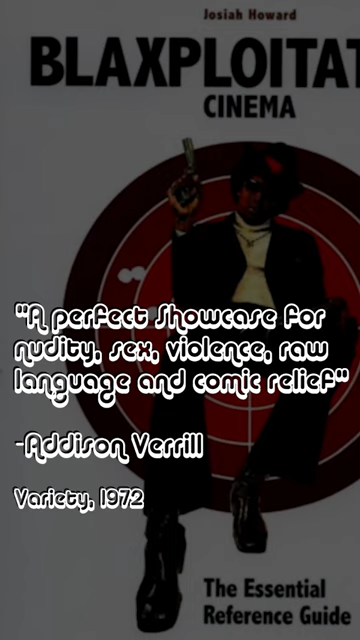 Josiah Howard
BLAXPLOITAT
CINEMA
"A perfect Showcase for
nudity, sex, violence, raw
language and comic relief"
-Addison Verrill
Variety, 1972
The Essential
Reference Guide